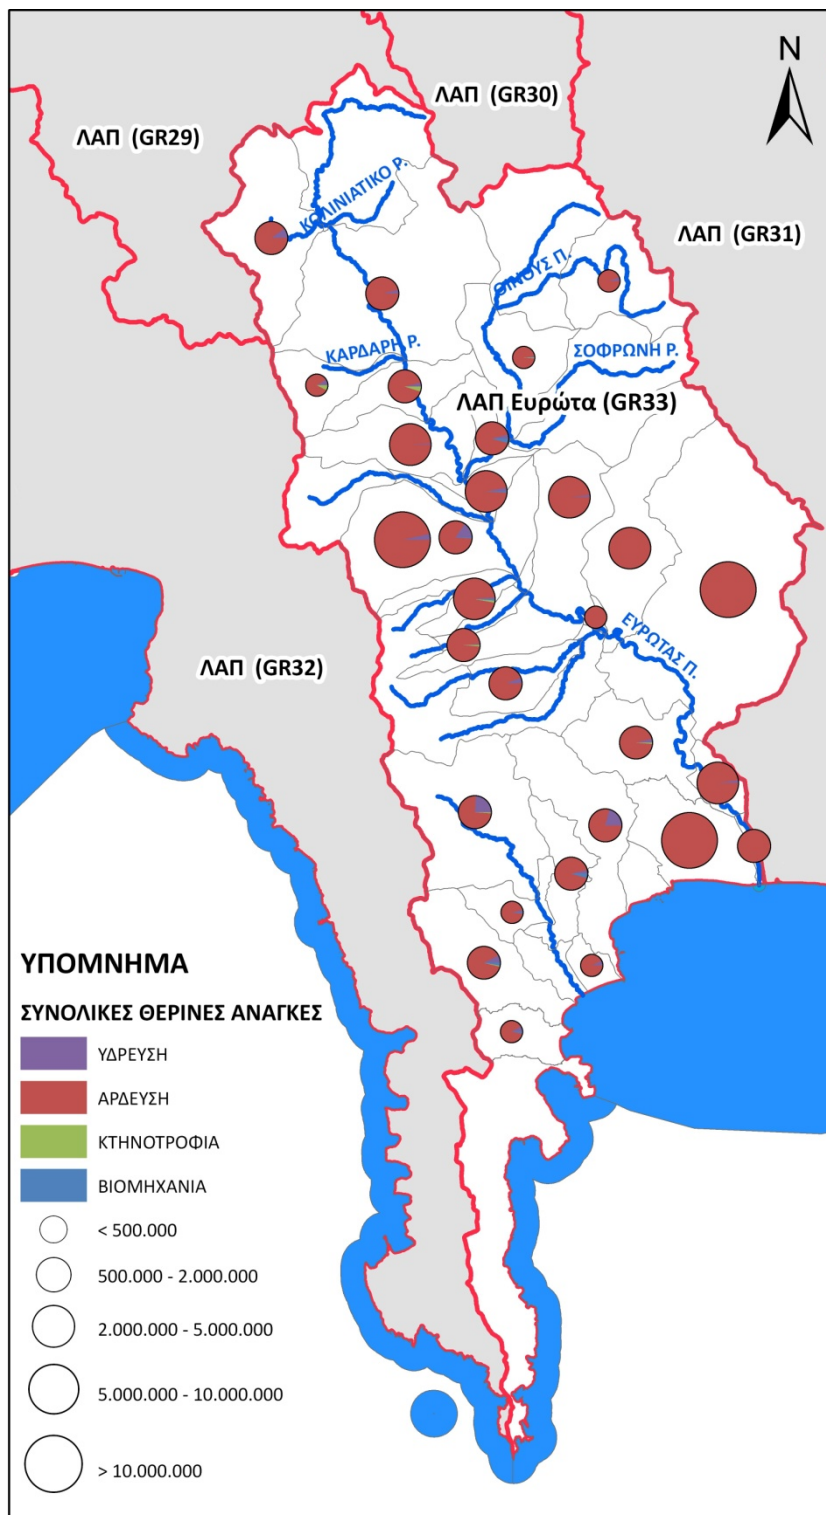 N
ΛΑΠ (GR30)
ΛΑΠ (GR29)
ΚΟΛΙΝΙΑΤΙΚΟ Ρ.
ΛΑΠ (GR31)
ΟΙΝΟΥΣ Π.
ΚΑΡΔΑΡΗ Ρ.
ΣΟΦΡΩΝΗ Ρ.
ΛΑΠ Ευρώτα (GR33)
ΕΥΡΩΤΑΣ Π.
ΛΑΠ (GR32)
ΥΠΟΜΝΗΜΑ
ΣΥΝΟΛΙΚΕΣ ΘΕΡΙΝΕΣ ΑΝΑΓΚΕΣ
ΥΔΡΕΥΣΗ
ΑΡΔΕΥΣΗ
ΚΤΗΝΟΤΡΟΦΙΑ
ΒΙΟΜΗΧΑΝΙΑ
< 500.000
500.000 - 2.000.000
2.000.000 - 5.000.000
5.000.000 - 10.000.000
> 10.000.000